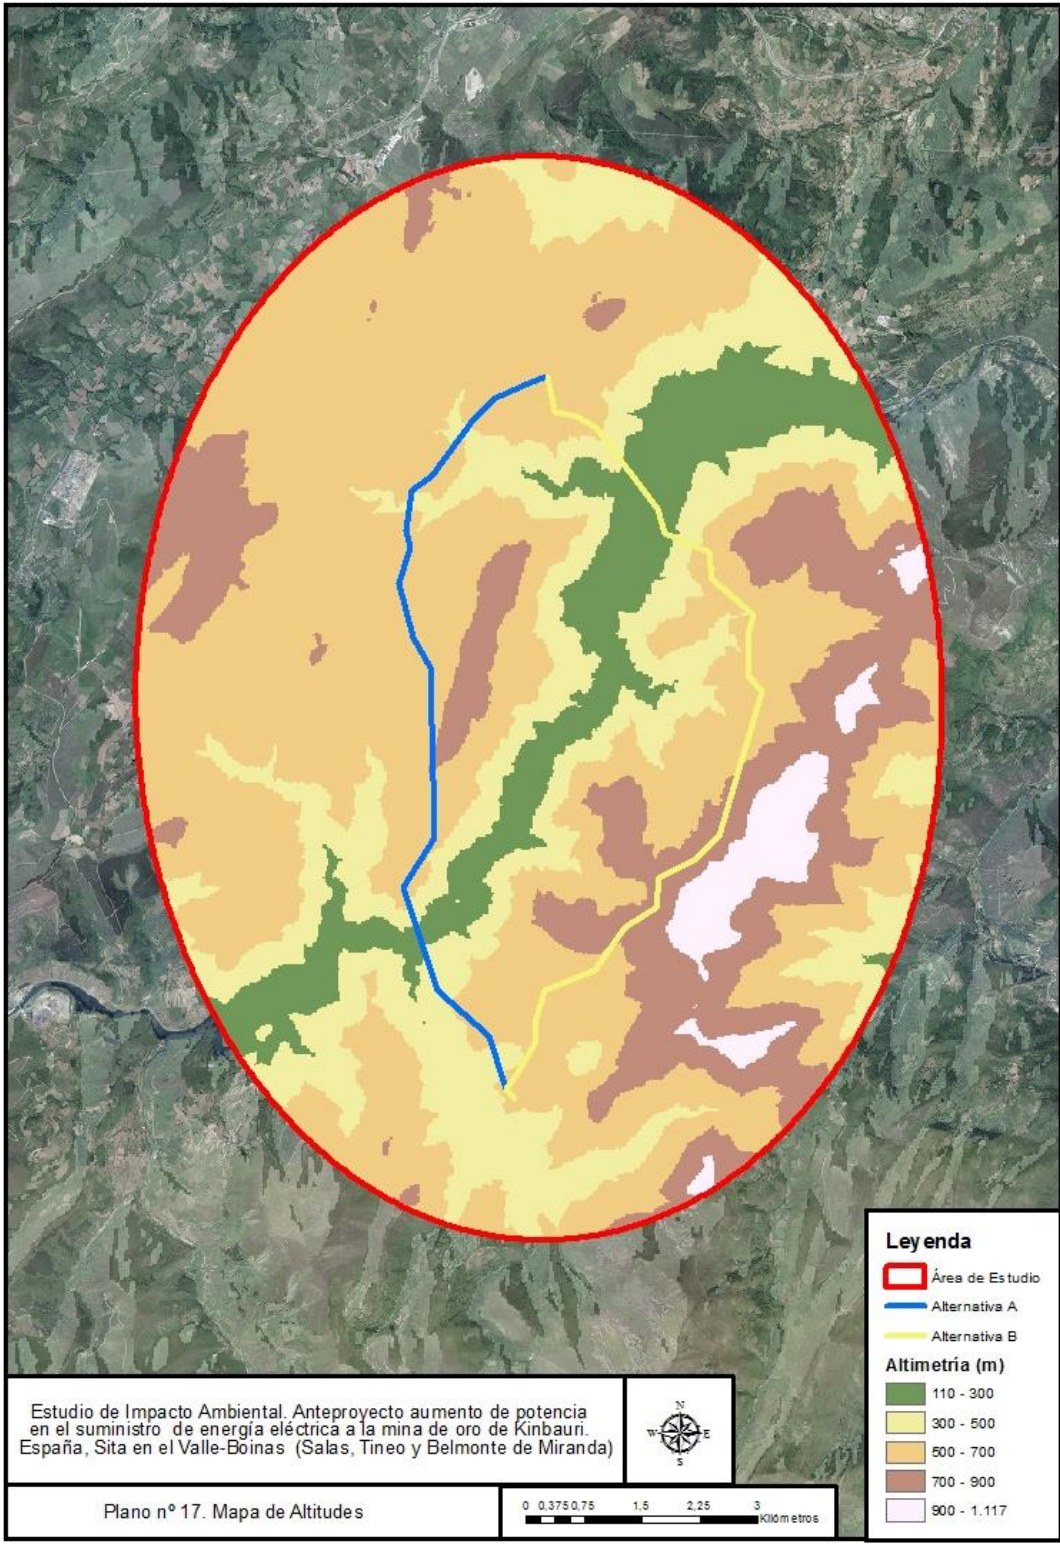 Leyenda
Área de Estudio
Alternativa A
Alternativa B
Altimetría (m)
110 - 300
300 - 500
500 - 700
700 - 900
900 - 1.117
Estudio de Impacto Ambiental. Anteproyecto aumento de potencia
en el suministro de energía eléctrica a la mina de oro de Kinbauri.
España, Sita en el Valle-Boinas (Salas, Tineo y Belmonte de Miranda)
N
W E
S
Plano nº 17. Mapa de Altitudes
0 0,375 0,75 1,5 2,25 3
Kilómetros